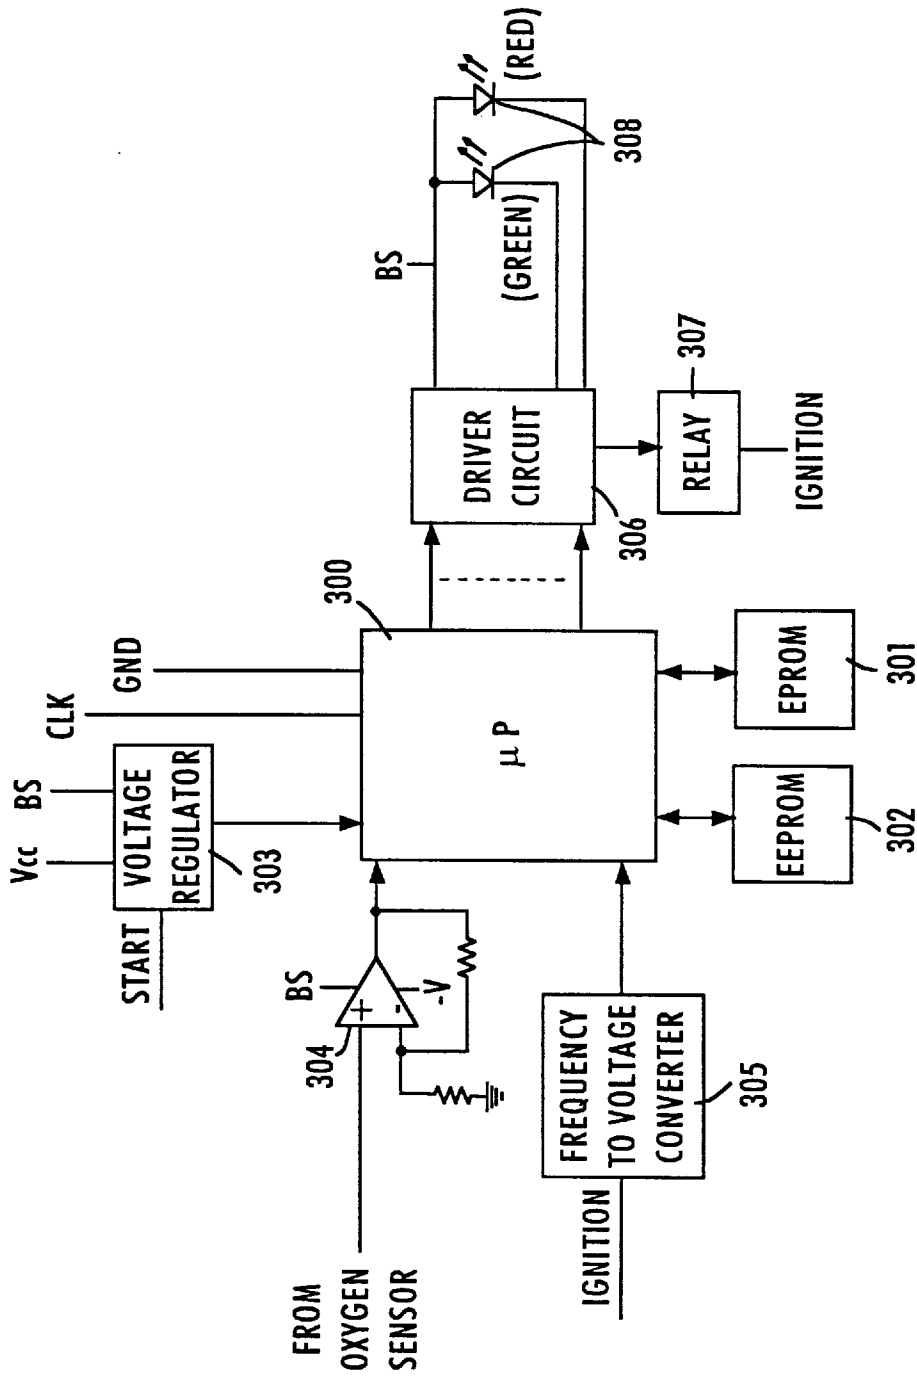 Vcc
BS
CLK
GND
START
VOLTAGE
REGULATOR
303
300
BS
304
+
-
-V
FROM
OXYGEN
SENSOR
μP
BS
(GREEN)
(RED)
308
DRIVER
CIRCUIT
306
307
RELAY
IGNITION
IGNITION
FREQUENCY
TO VOLTAGE
CONVERTER
305
EEPROM
302
EPROM
301